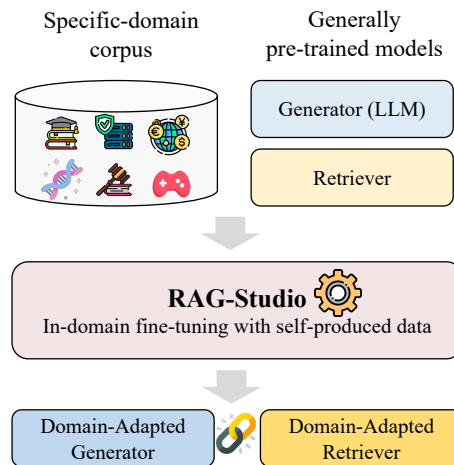 Specific-domain
corpus
Generally
pre-trained models
Generator (LLM)
Retriever
RAG-Studio
In-domain fine-tuning with self-produced data
Domain-Adapted
Generator
Domain-Adapted
Retriever